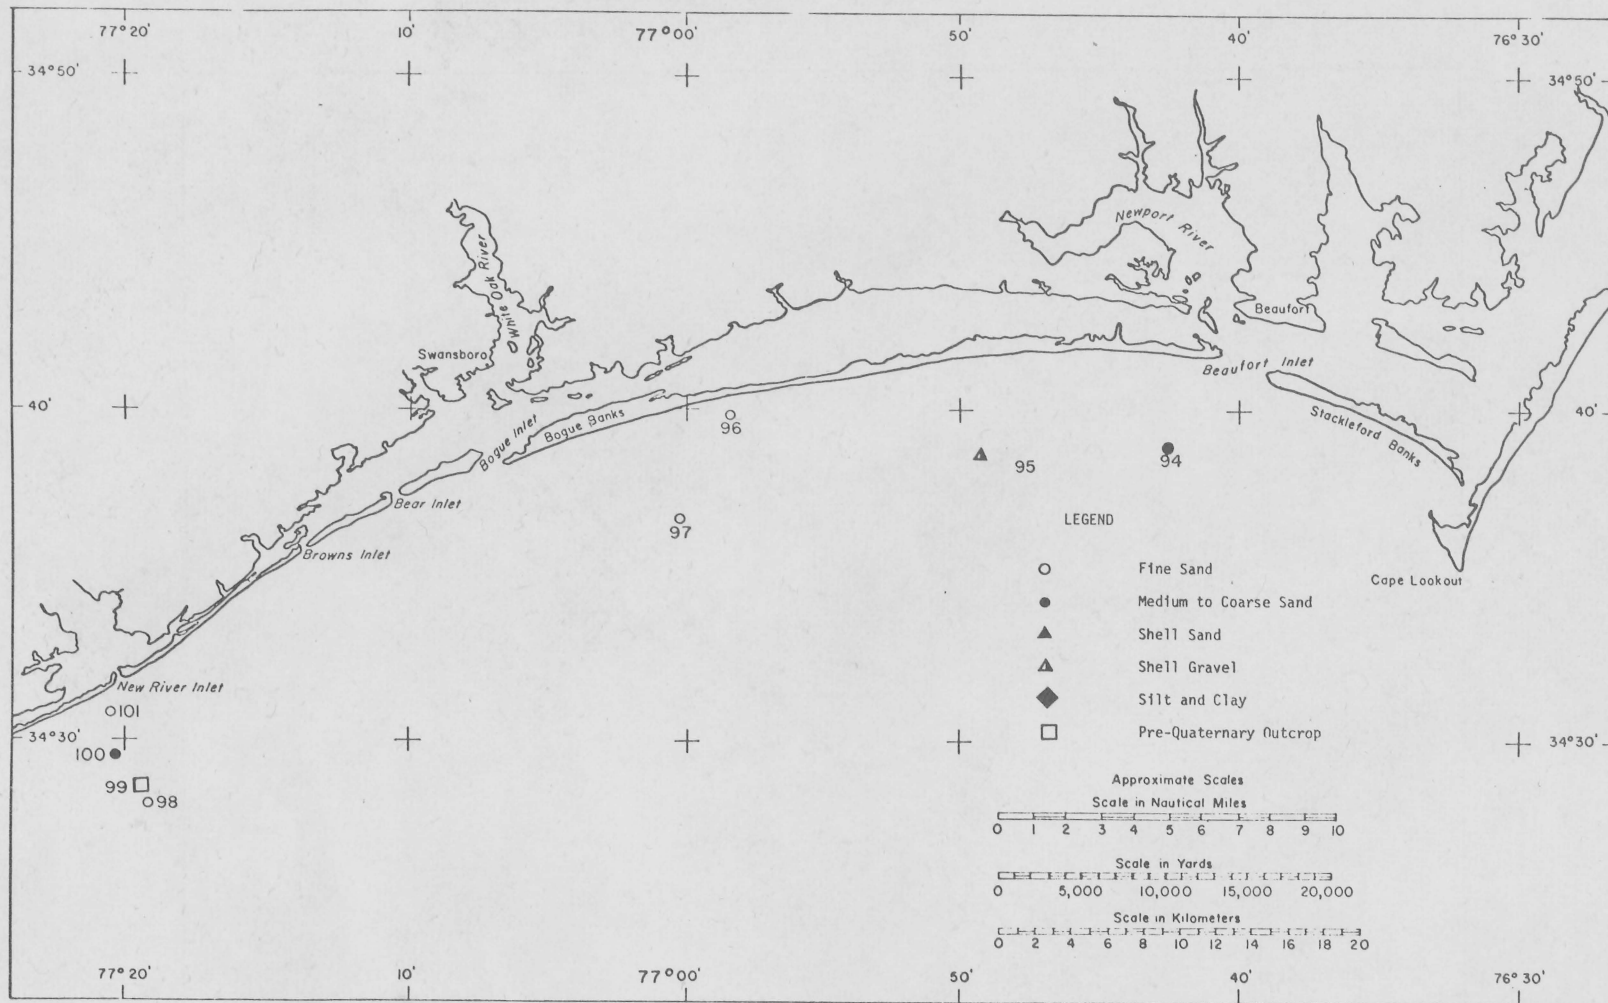 77° 20'
10'
77° 00'
50'
40'
76° 30'
34° 50'
34° 50'
Newport River
White Oak River
Swansboro
Beaufort
Beaufort Inlet
40'
40'
Bogue Inlet
Bogue Banks
Stackleford Banks
96
95
94
Bear Inlet
97
Browns Inlet
Cape Lookout
LEGEND
Fine Sand
Medium to Coarse Sand
Shell Sand
Shell Gravel
Silt and Clay
Pre-Quaternary Outcrop
New River Inlet
101
34° 30'
34° 30'
100
99
98
Approximate Scales
Scale in Nautical Miles
0 1 2 3 4 5 6 7 8 9 10
Scale in Yards
0 5,000 10,000 15,000 20,000
Scale in Kilometers
0 2 4 6 8 10 12 14 16 18 20
77° 20'
10'
77° 00'
50'
40'
76° 30'